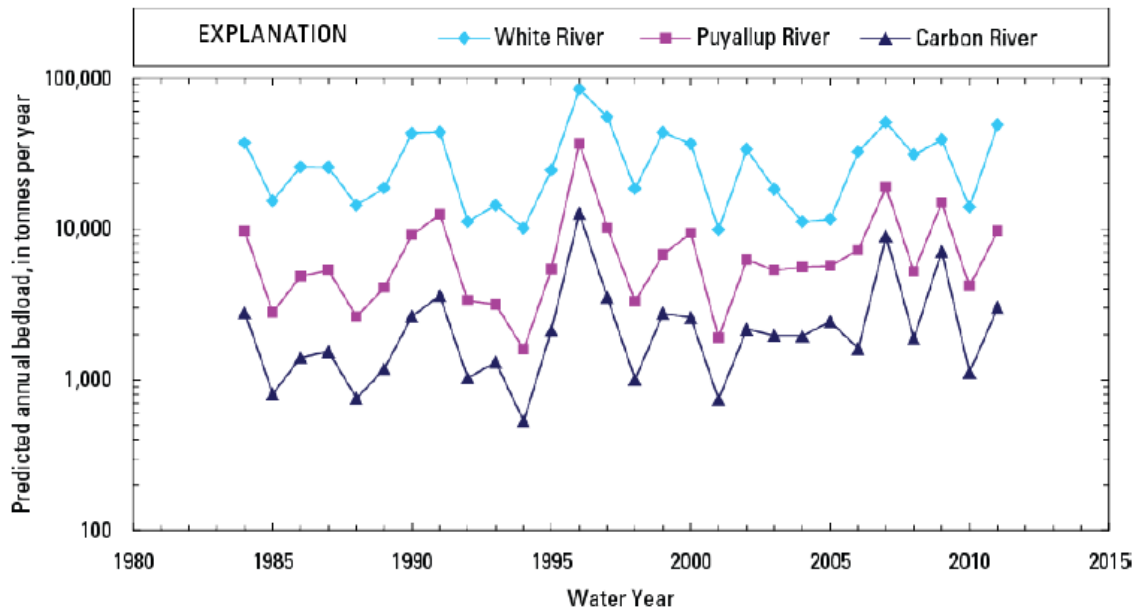 EXPLANATION White River Puyallup River Carbon River
Predicted annual bedload, in tonnes per year
100,000
10,000
1,000
100
1980 1985 1990 1995 2000 2005 2010 2015
Water Year